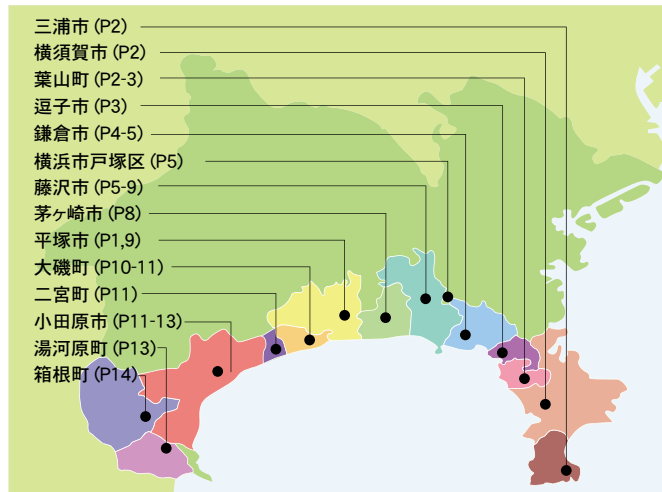 三浦市 (P2)
横須賀市 (P2)
葉山町 (P2-3)
逗子市 (P3)
鎌倉市 (P4-5)
横浜市戸塚区 (P5)
藤沢市 (P5-9)
茅ヶ崎市 (P8)
平塚市 (P1,9)
大磯町 (P10-11)
二宮町 (P11)
小田原市 (P11-13)
湯河原町 (P13)
箱根町 (P14)